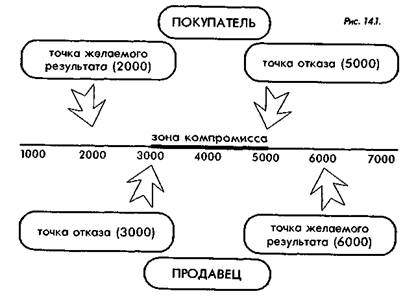 ПОКУПАТЕЛЬ
Рис. 14.1.
точка желаемого
результата (2000)
точка отказа (5000)
зона компромисса
1000 2000 3000 4000 5000 6000 7000
точка отказа (3000)
точка желаемого
результата (6000)
ПРОДАВЕЦ